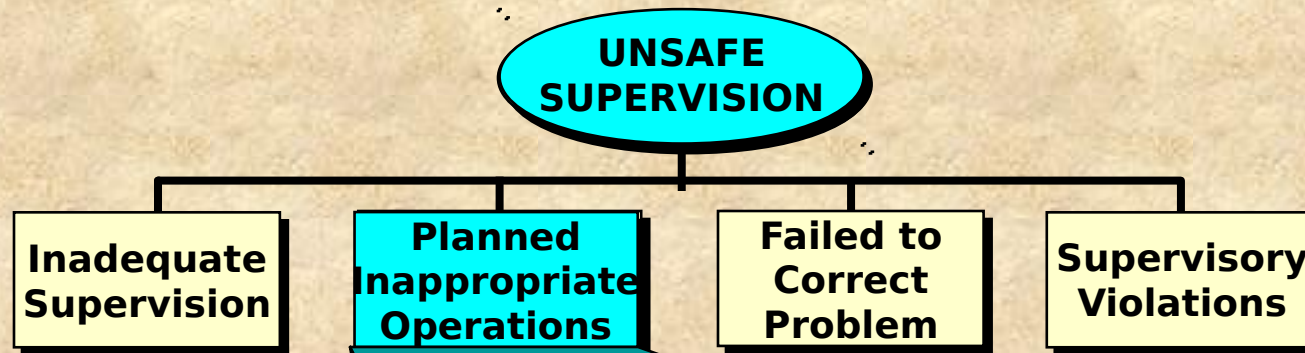 UNSAFE
SUPERVISION
Inadequate
Supervision
Planned
Inappropriate
Operations
Failed to
Correct
Problem
Supervisory
Violations